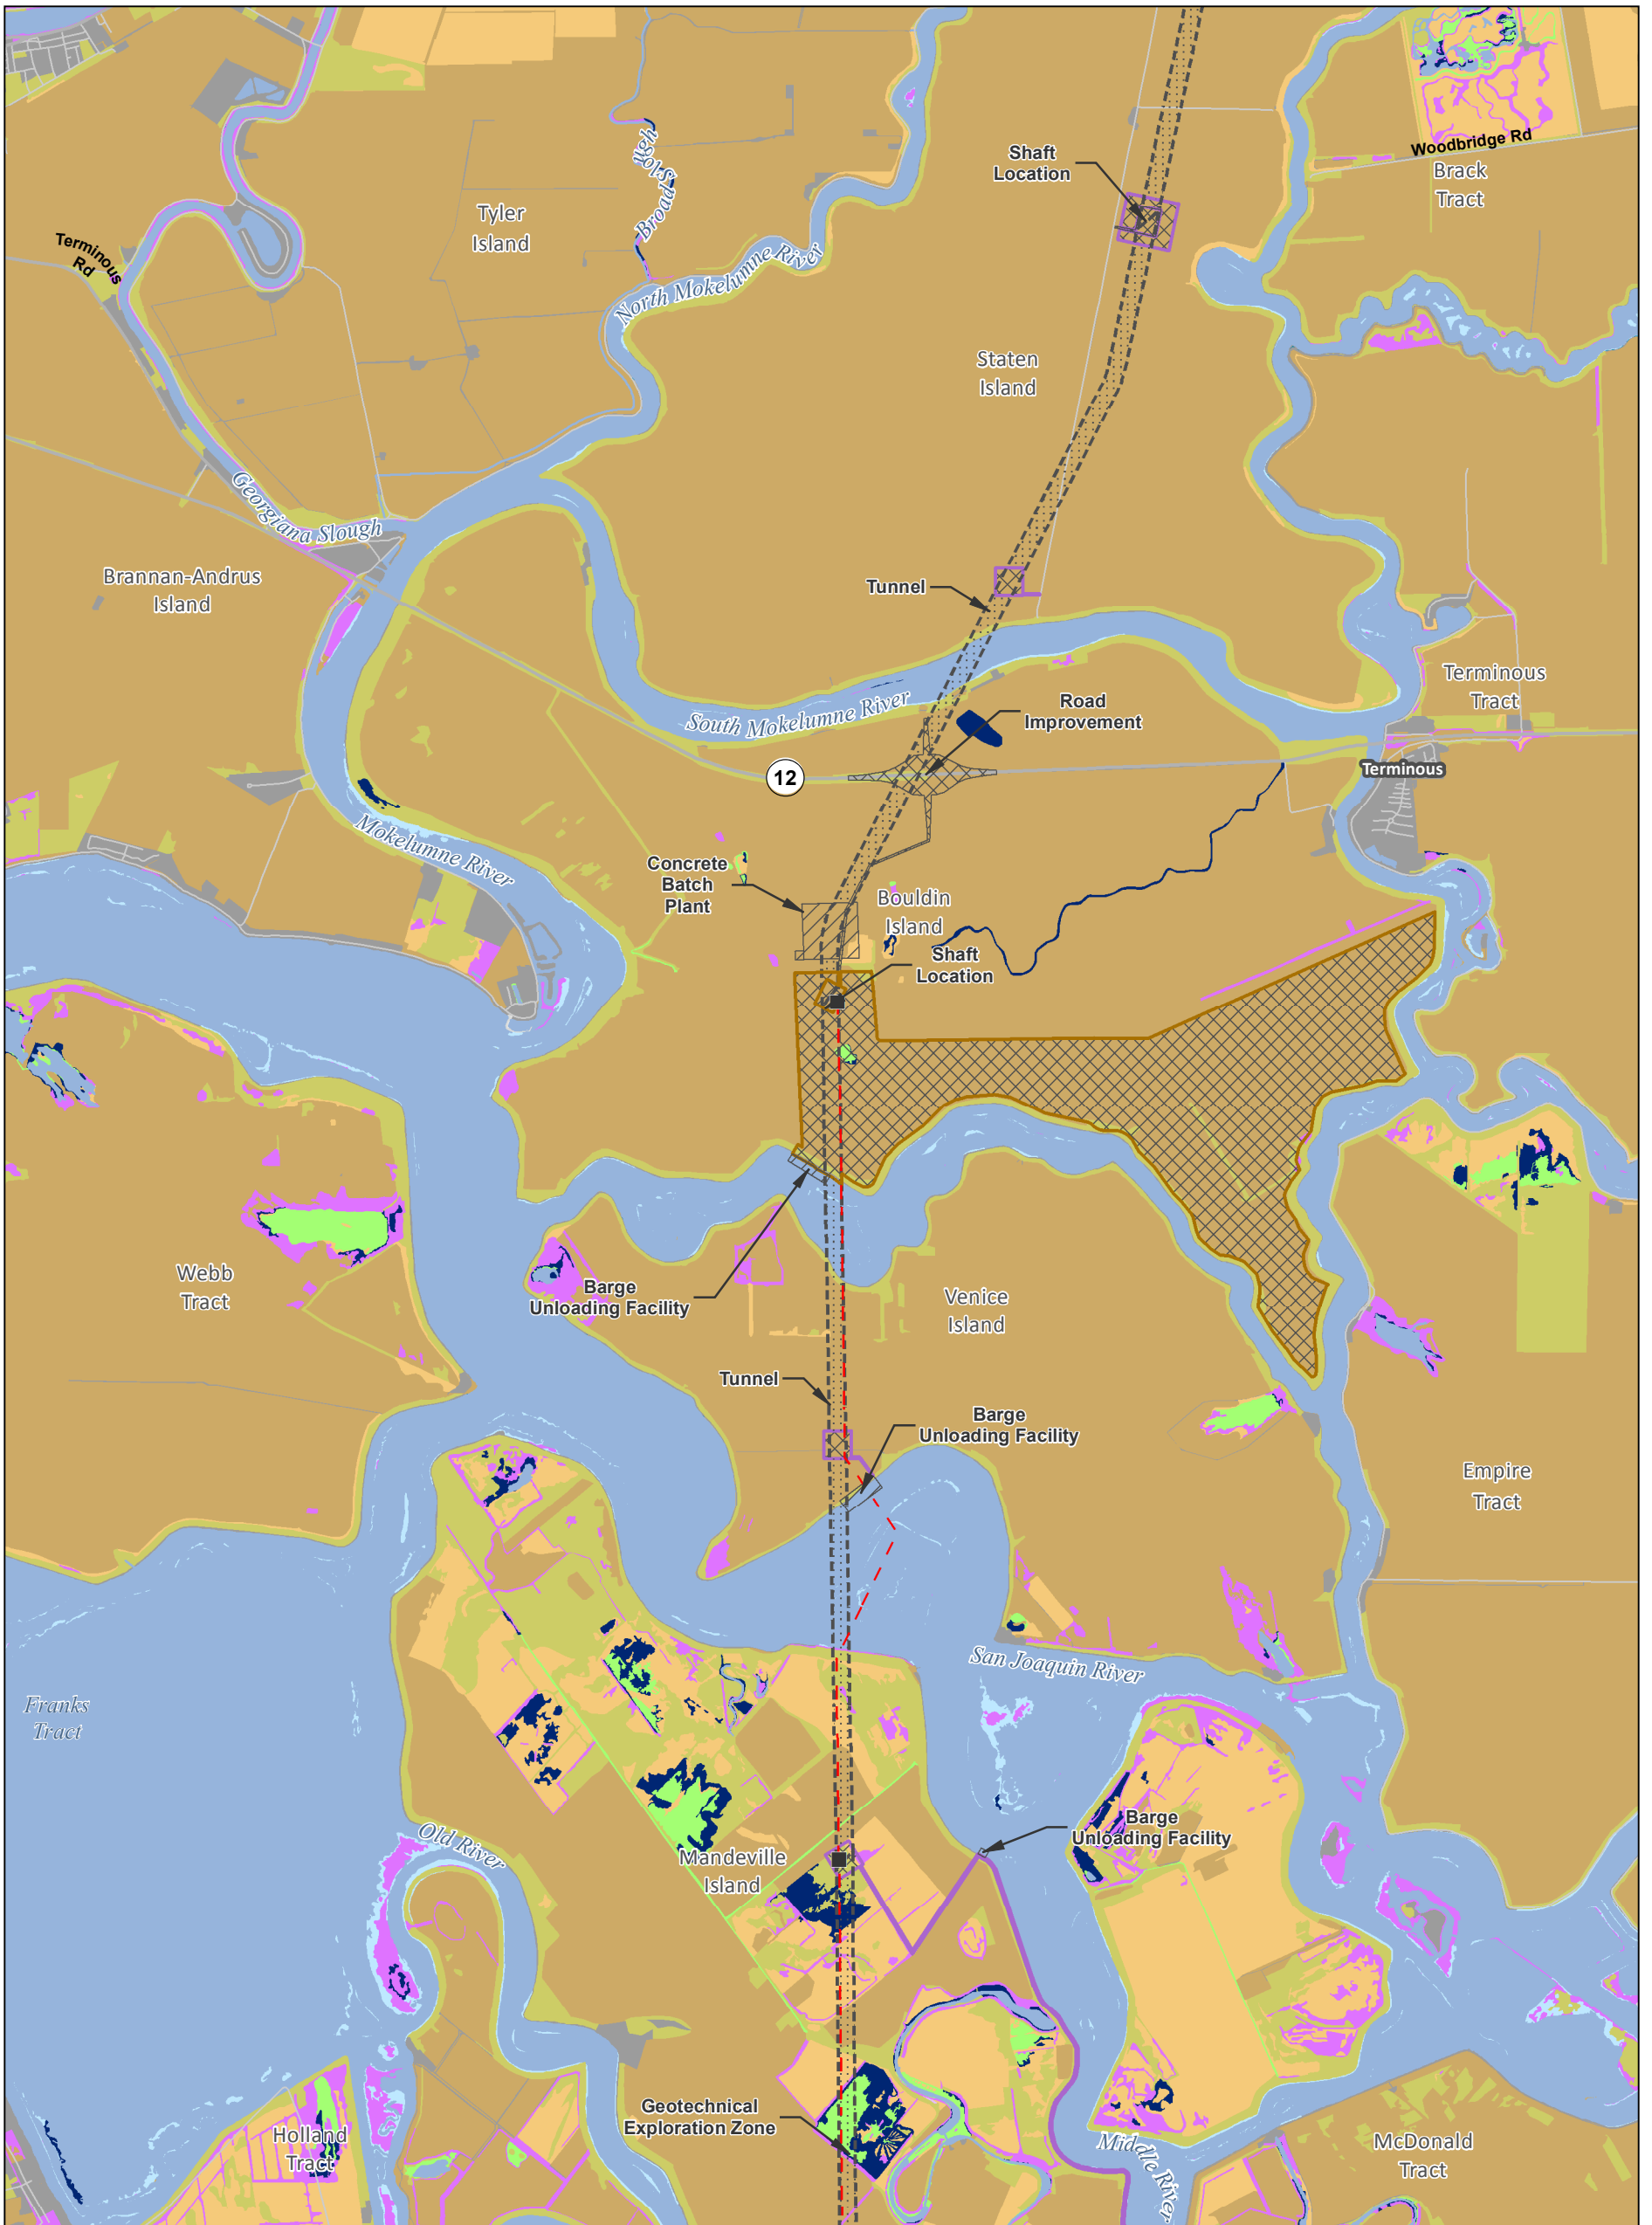 Woodbridge Rd
Brack
Tract
Shaft
Location
Broad Slough
Tyler
Island
Terminous
Rd
North Mokelumne River
Staten
Island
Georgiana Slough
Brannan-Andrus
Island
Tunnel
Terminous
Tract
Road
Improvement
South Mokelumne River
12
Terminous
Mokelumne River
Concrete
Batch
Plant
Bouldin
Island
Shaft
Location
Webb
Tract
Barge
Unloading Facility
Venice
Island
Tunnel
Barge
Unloading Facility
Empire
Tract
San Joaquin River
Franks
Tract
Old River
Barge
Unloading Facility
Mandeville
Island
Geotechnical
Exploration Zone
Holland
Tract
Middle River
McDonald
Tract